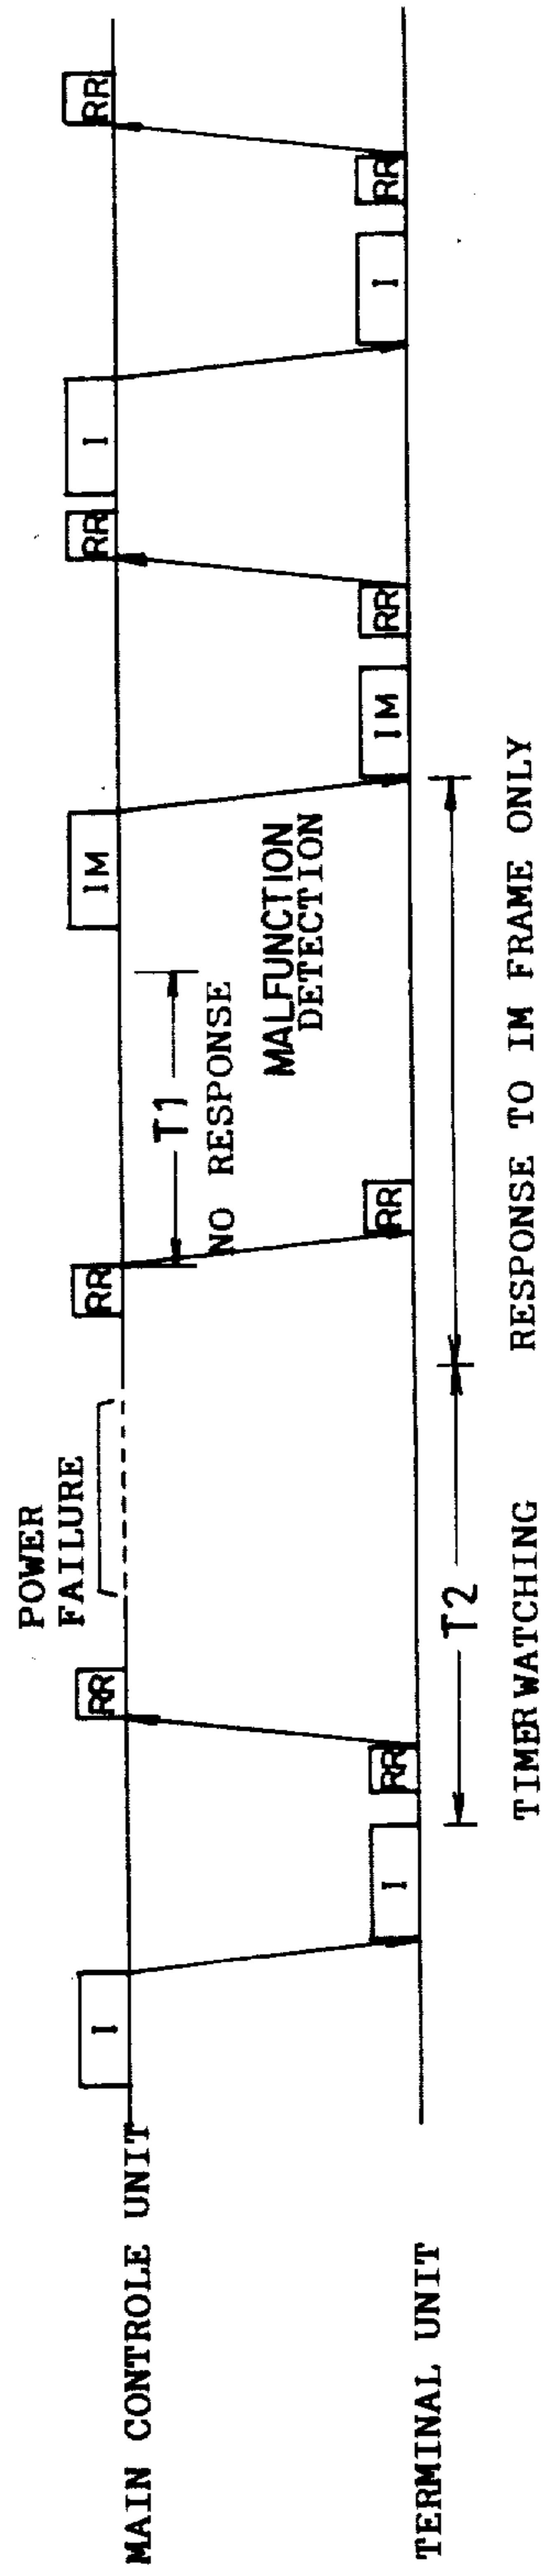 MAIN CONTROLE UNIT
I
RR
POWER
FAILURE
RR
IM
RR
I
RR
T1
NO RESPONSE
MALFUNCTION
DETECTION
TERMINAL UNIT
I
RR
RR
IM
RR
I
RR
T2
TIMER WATCHING
RESPONSE TO IM FRAME ONLY